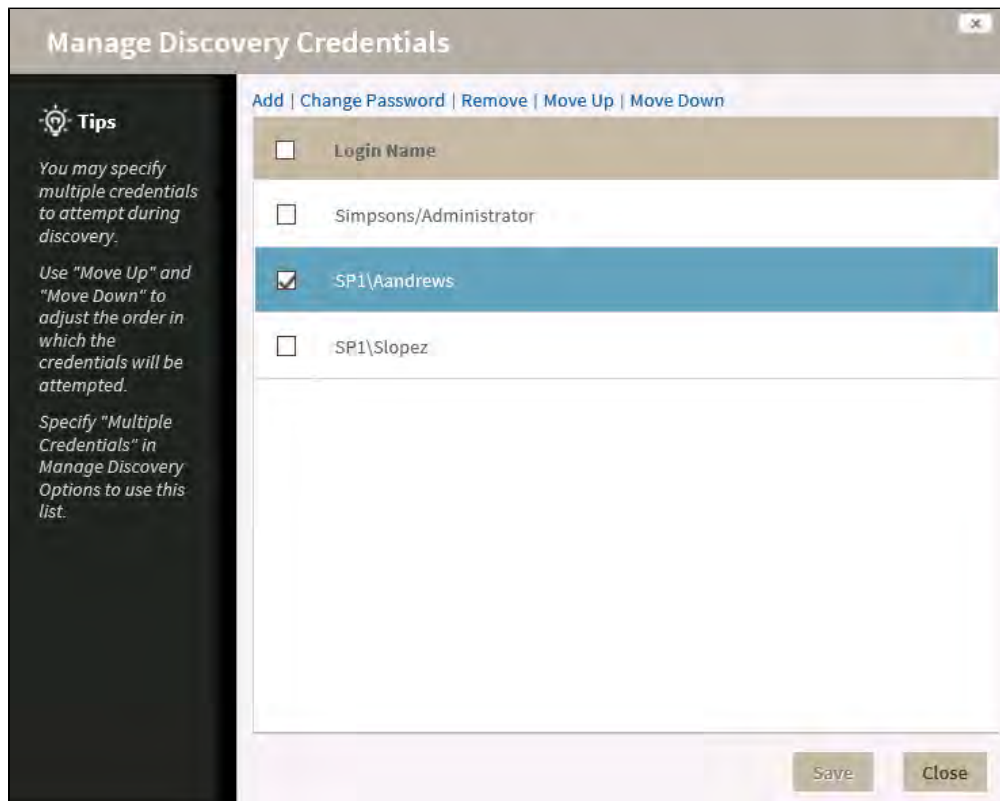 Manage Discovery Credentials
x
Tips
You may specify
multiple credentials
to attempt during
discovery.
Use "Move Up" and
"Move Down" to
adjust the order in
which the
credentials will be
attempted.
Specify "Multiple
Credentials" in
Manage Discovery
Options to use this
list.
Add | Change Password | Remove | Move Up | Move Down
Login Name
Simpsons/Administrator
SP1\Aandrews
SP1\Slopez
Save
Close